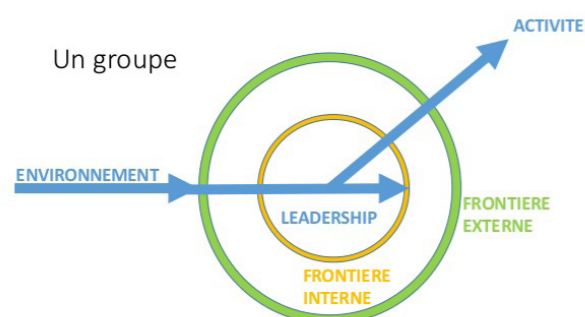 ACTIVITE
Un groupe
ENVIRONNEMENT
LEADERSHIP
FRONTIERE
EXTERNE
FRONTIERE
INTERNE